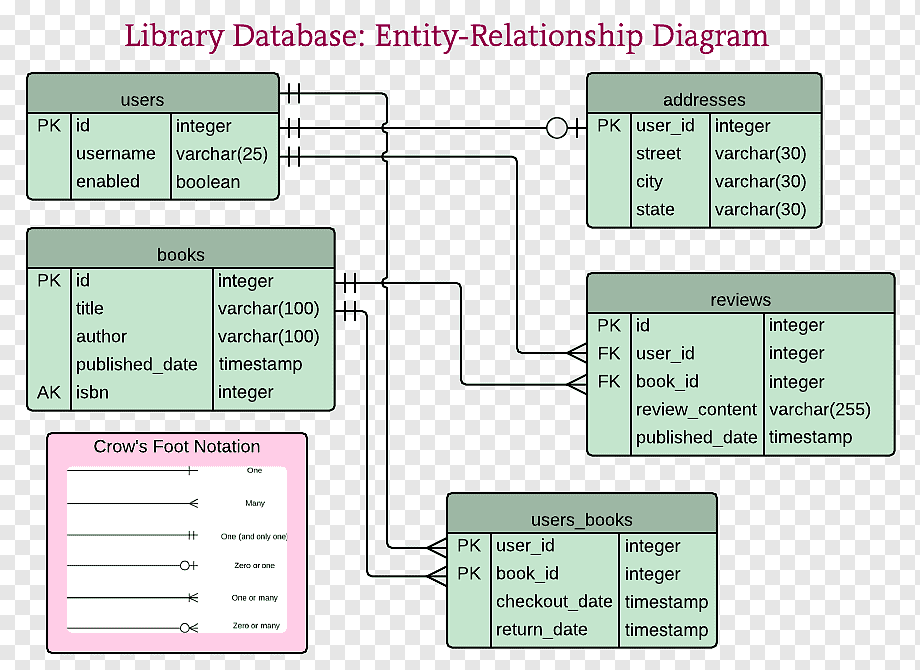 Library Database: Entity-Relationship Diagram
users
PK id integer
username varchar(25)
enabled boolean
addresses
PK user_id integer
street varchar(30)
city varchar(30)
state varchar(30)
books
PK id integer
title varchar(100)
author varchar(100)
published_date timestamp
AK isbn integer
reviews
PK id integer
FK user_id integer
FK book_id integer
review_content varchar(255)
published_date timestamp
Crow's Foot Notation
One
Many
One (and only one)
Zero or one
One or many
Zero or many
users_books
PK user_id integer
PK book_id integer
checkout_date timestamp
return_date timestamp